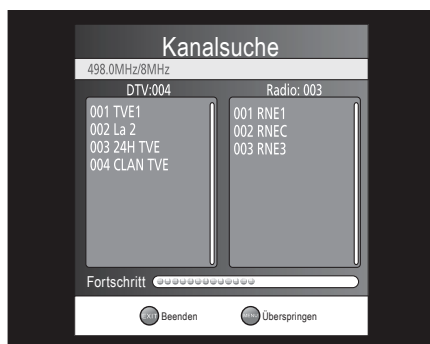 Kanalsuche
498.0MHz/8MHz
DTV:004
Radio: 003
001 TVE1
002 La 2
003 24H TVE
004 CLAN TVE
001 RNE1
002 RNEC
003 RNE3
Fortschritt
EXIT Beenden
MENU Überspringen